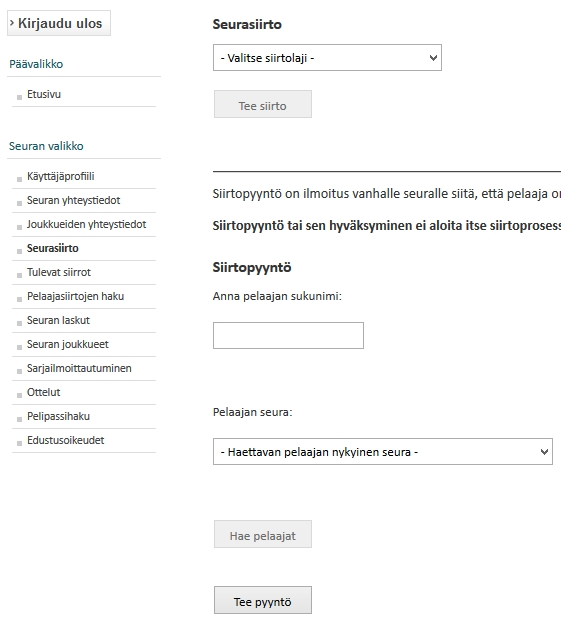 › Kirjaudu ulos
Päävalikko
Etusivu
Seuran valikko
Käyttäjäprofiili
Seuran yhteystiedot
Joukkueiden yhteystiedot
Seurasiirto
Tulevat siirrot
Pelaajasiirtojen haku
Seuran laskut
Seuran joukkueet
Sarjailmoittautuminen
Ottelut
Pelipassihaku
Edustusoikeudet
Seurasiirto
- Valitse siirtolaji -
Tee siirto
Siirtopyyntö on ilmoitus vanhalle seuralle siitä, että pelaaja
Siirtopyyntö tai sen hyväksyminen ei aloita itse
Siirtopyyntö
Anna pelaajan sukunimi:
Pelaajan seura:
- Haettavan pelaajan nykyinen seura -
Hae pelaajat
Tee pyyntö